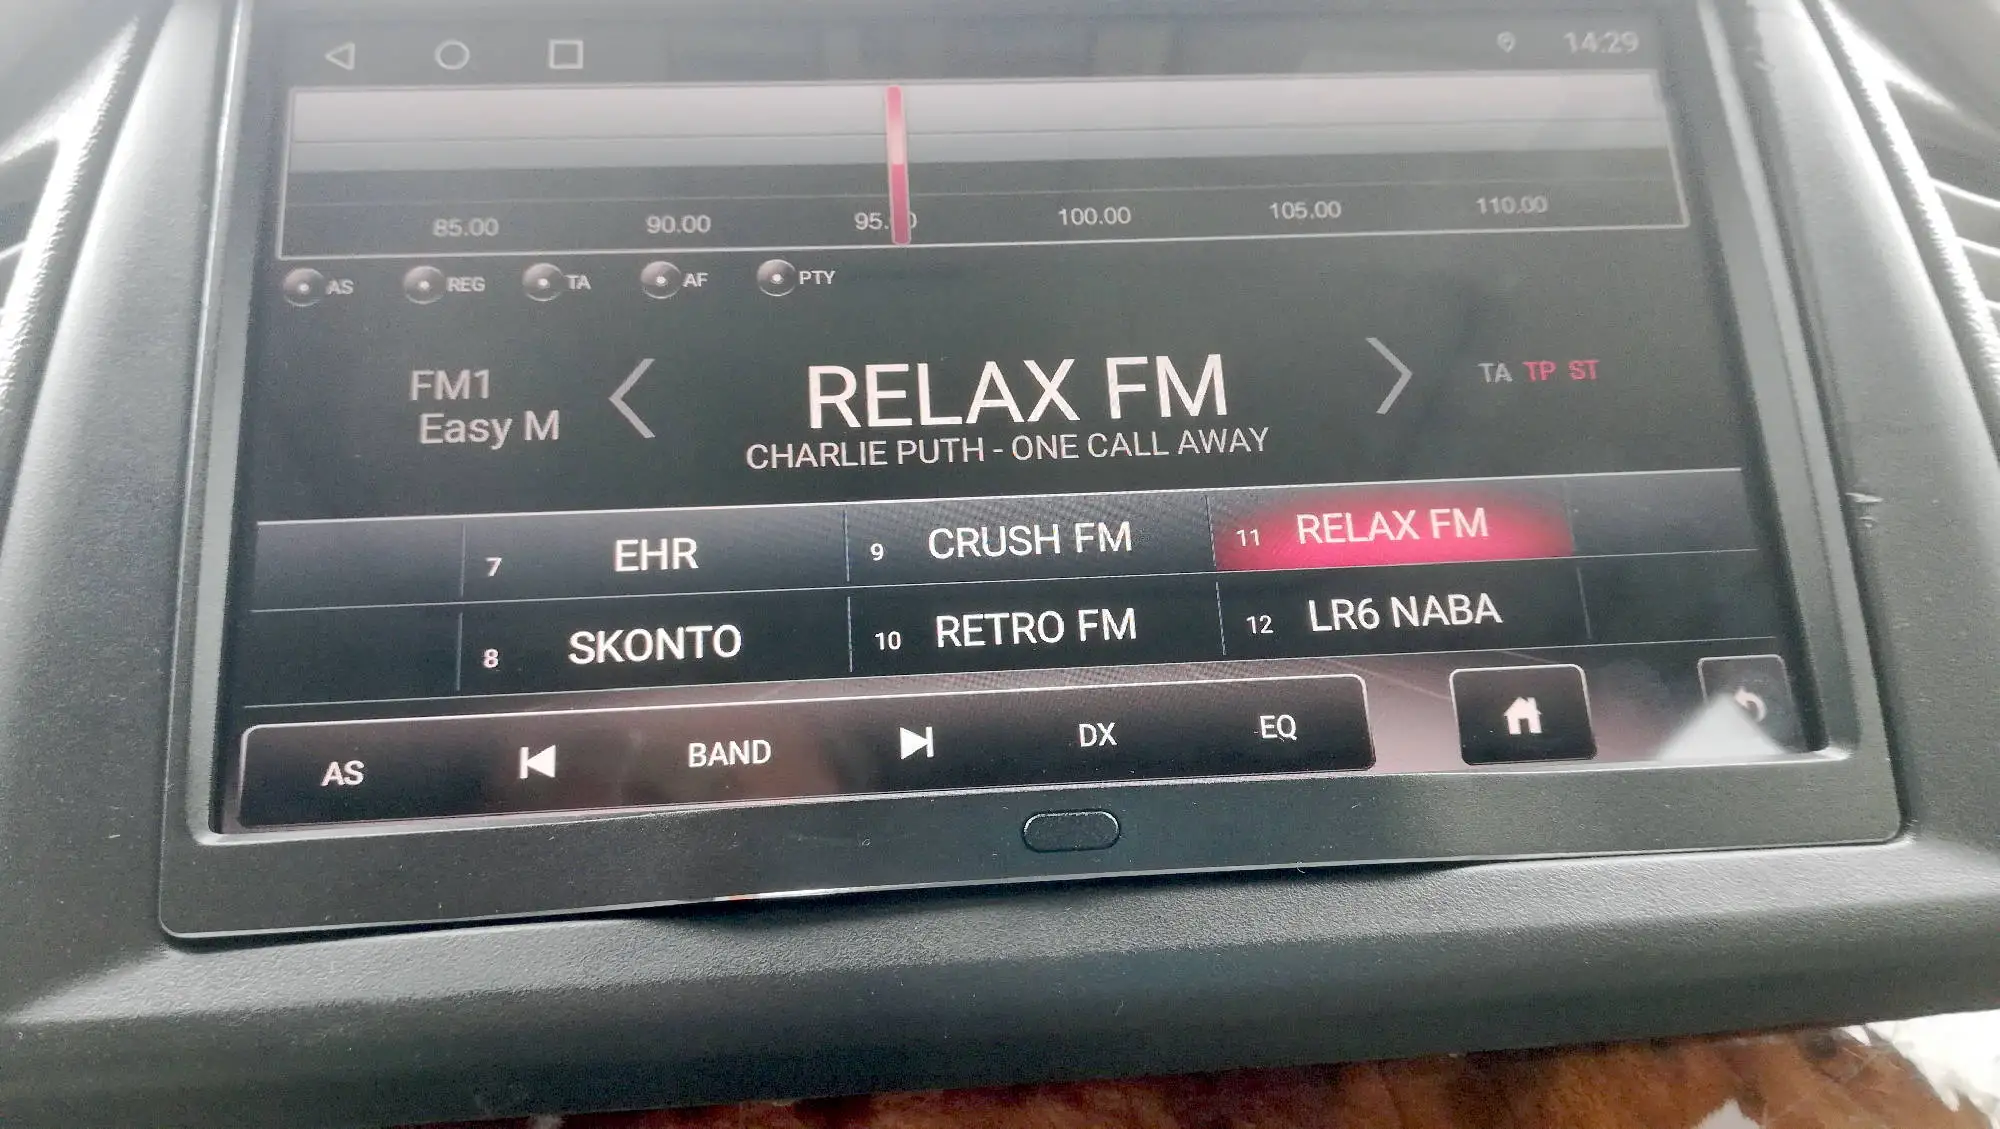 14:29
85.00 90.00 95. 0 100.00 105.00 110.00
AS REG TA AF PTY
FM1
Easy M
RELAX FM
CHARLIE PUTH - ONE CALL AWAY
TA TP ST
7 EHR 9 CRUSH FM 11 RELAX FM
8 SKONTO 10 RETRO FM 12 LR6 NABA
AS BAND DX EQ